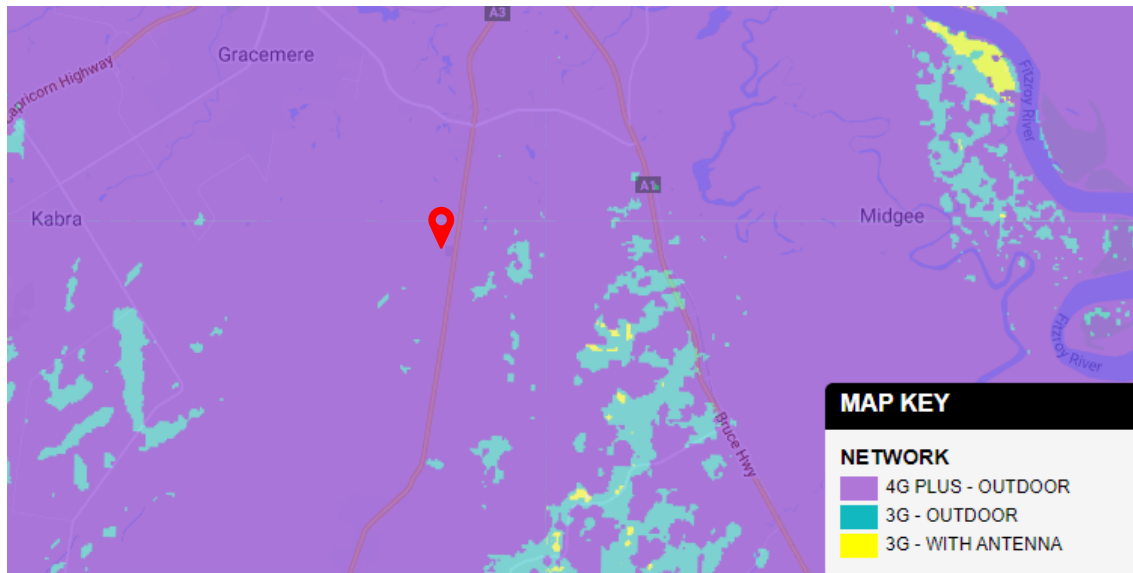 A3
Gracemere
Capricorn Highway
Fitzroy River
A1
Kabra
Midgee
Fitzroy River
Bruce Hwy
MAP KEY
NETWORK
4G PLUS - OUTDOOR
3G - OUTDOOR
3G - WITH ANTENNA